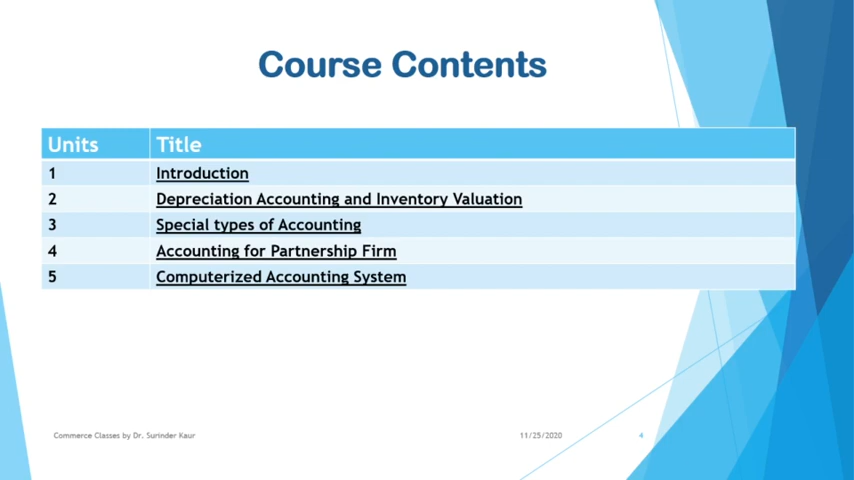 Course Contents
Units Title
1 Introduction
2 Depreciation Accounting and Inventory Valuation
3 Special types of Accounting
4 Accounting for Partnership Firm
5 Computerized Accounting System
Commerce Classes by Dr. Surinder Kaur 11/25/2020 4